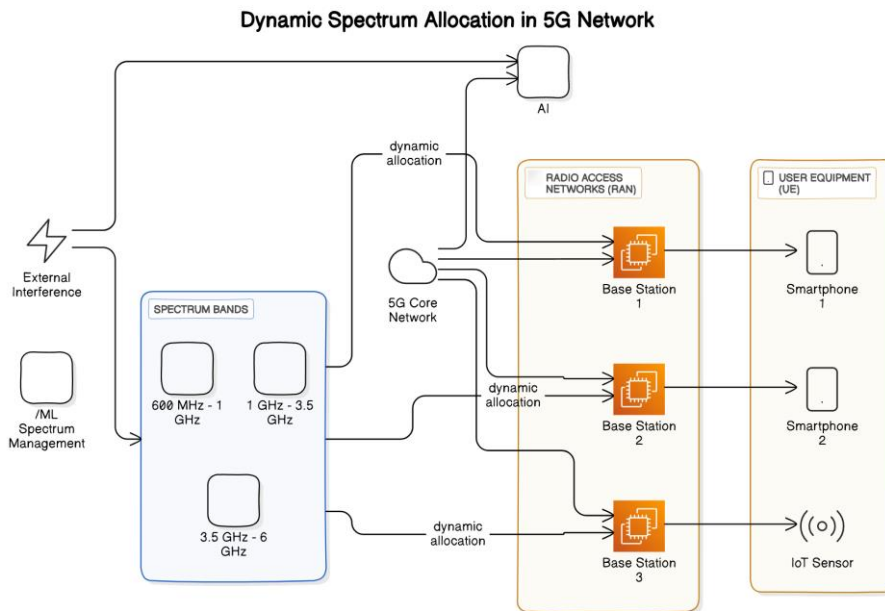 Dynamic Spectrum Allocation in 5G Network
AI
dynamic
allocation
RADIO ACCESS
NETWORKS (RAN)
USER EQUIPMENT
(UE)
External
Interference
5G Core
Network
Base Station
1
Smartphone
1
SPECTRUM BANDS
600 MHz - 1
GHz
1 GHz - 3.5
GHz
/ML
Spectrum
Management
dynamic
allocation
Base Station
2
Smartphone
2
3.5 GHz - 6
GHz
dynamic
allocation
Base Station
3
IoT Sensor